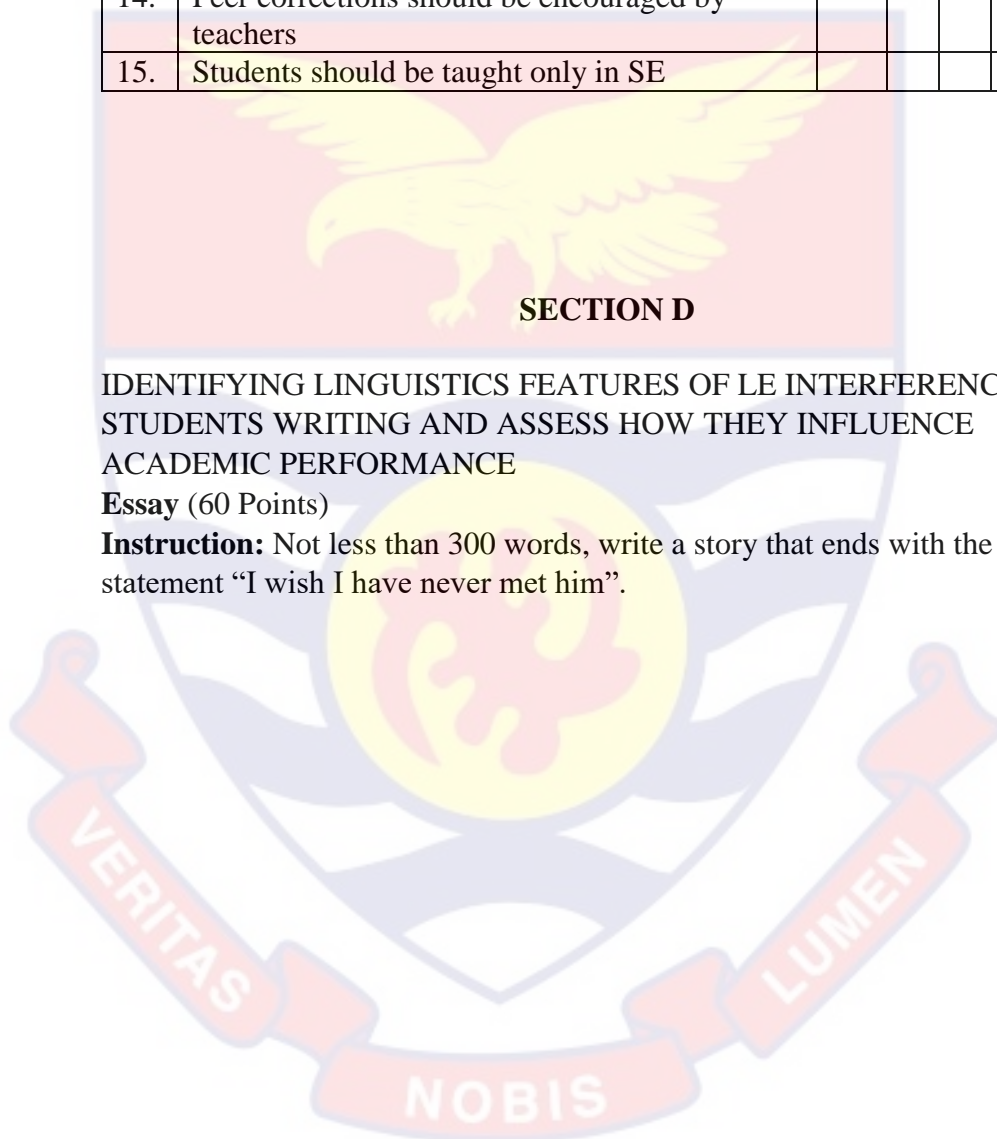 14. Peer corrections should be encouraged by
teachers
15. Students should be taught only in SE
SECTION D
IDENTIFYING LINGUISTICS FEATURES OF LE
STUDENTS WRITING AND ASSESS HOW THEY INFLUENCE
ACADEMIC PERFORMANCE
Essay (60 Points)
Instruction: Not less than 300 words, write a story that ends with the
statement “I wish I have never met him”.
VERITAS
NOBIS
LUMEN